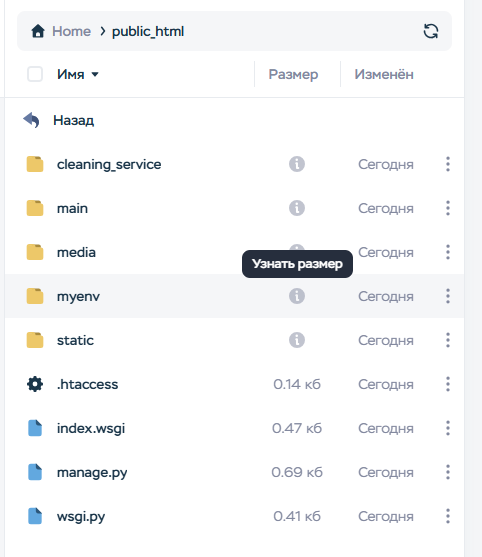 Home > public_html
Имя Размер Изменён
Назад
cleaning_service Сегодня
main Сегодня
media Сегодня
Узнать размер
myenv Сегодня
static Сегодня
.htaccess 0.14 кб Сегодня
index.wsgi 0.47 кб Сегодня
manage.py 0.69 кб Сегодня
wsgi.py 0.41 кб Сегодня